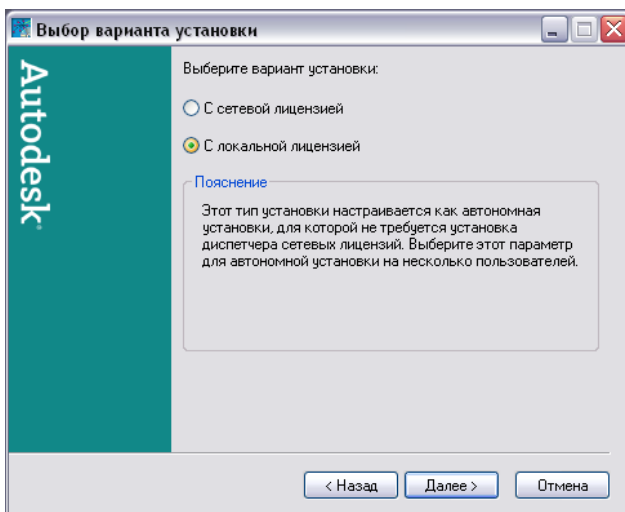 Выбор варианта установки
Autodesk
Выберите вариант установки:
С сетевой лицензией
С локальной лицензией
Пояснение
Этот тип установки настраивается как автономная
установки, для которой не требуется установка
диспетчера сетевых лицензий. Выберите этот параметр
для автономной установки на несколько пользователей.
< Назад
Далее >
Отмена